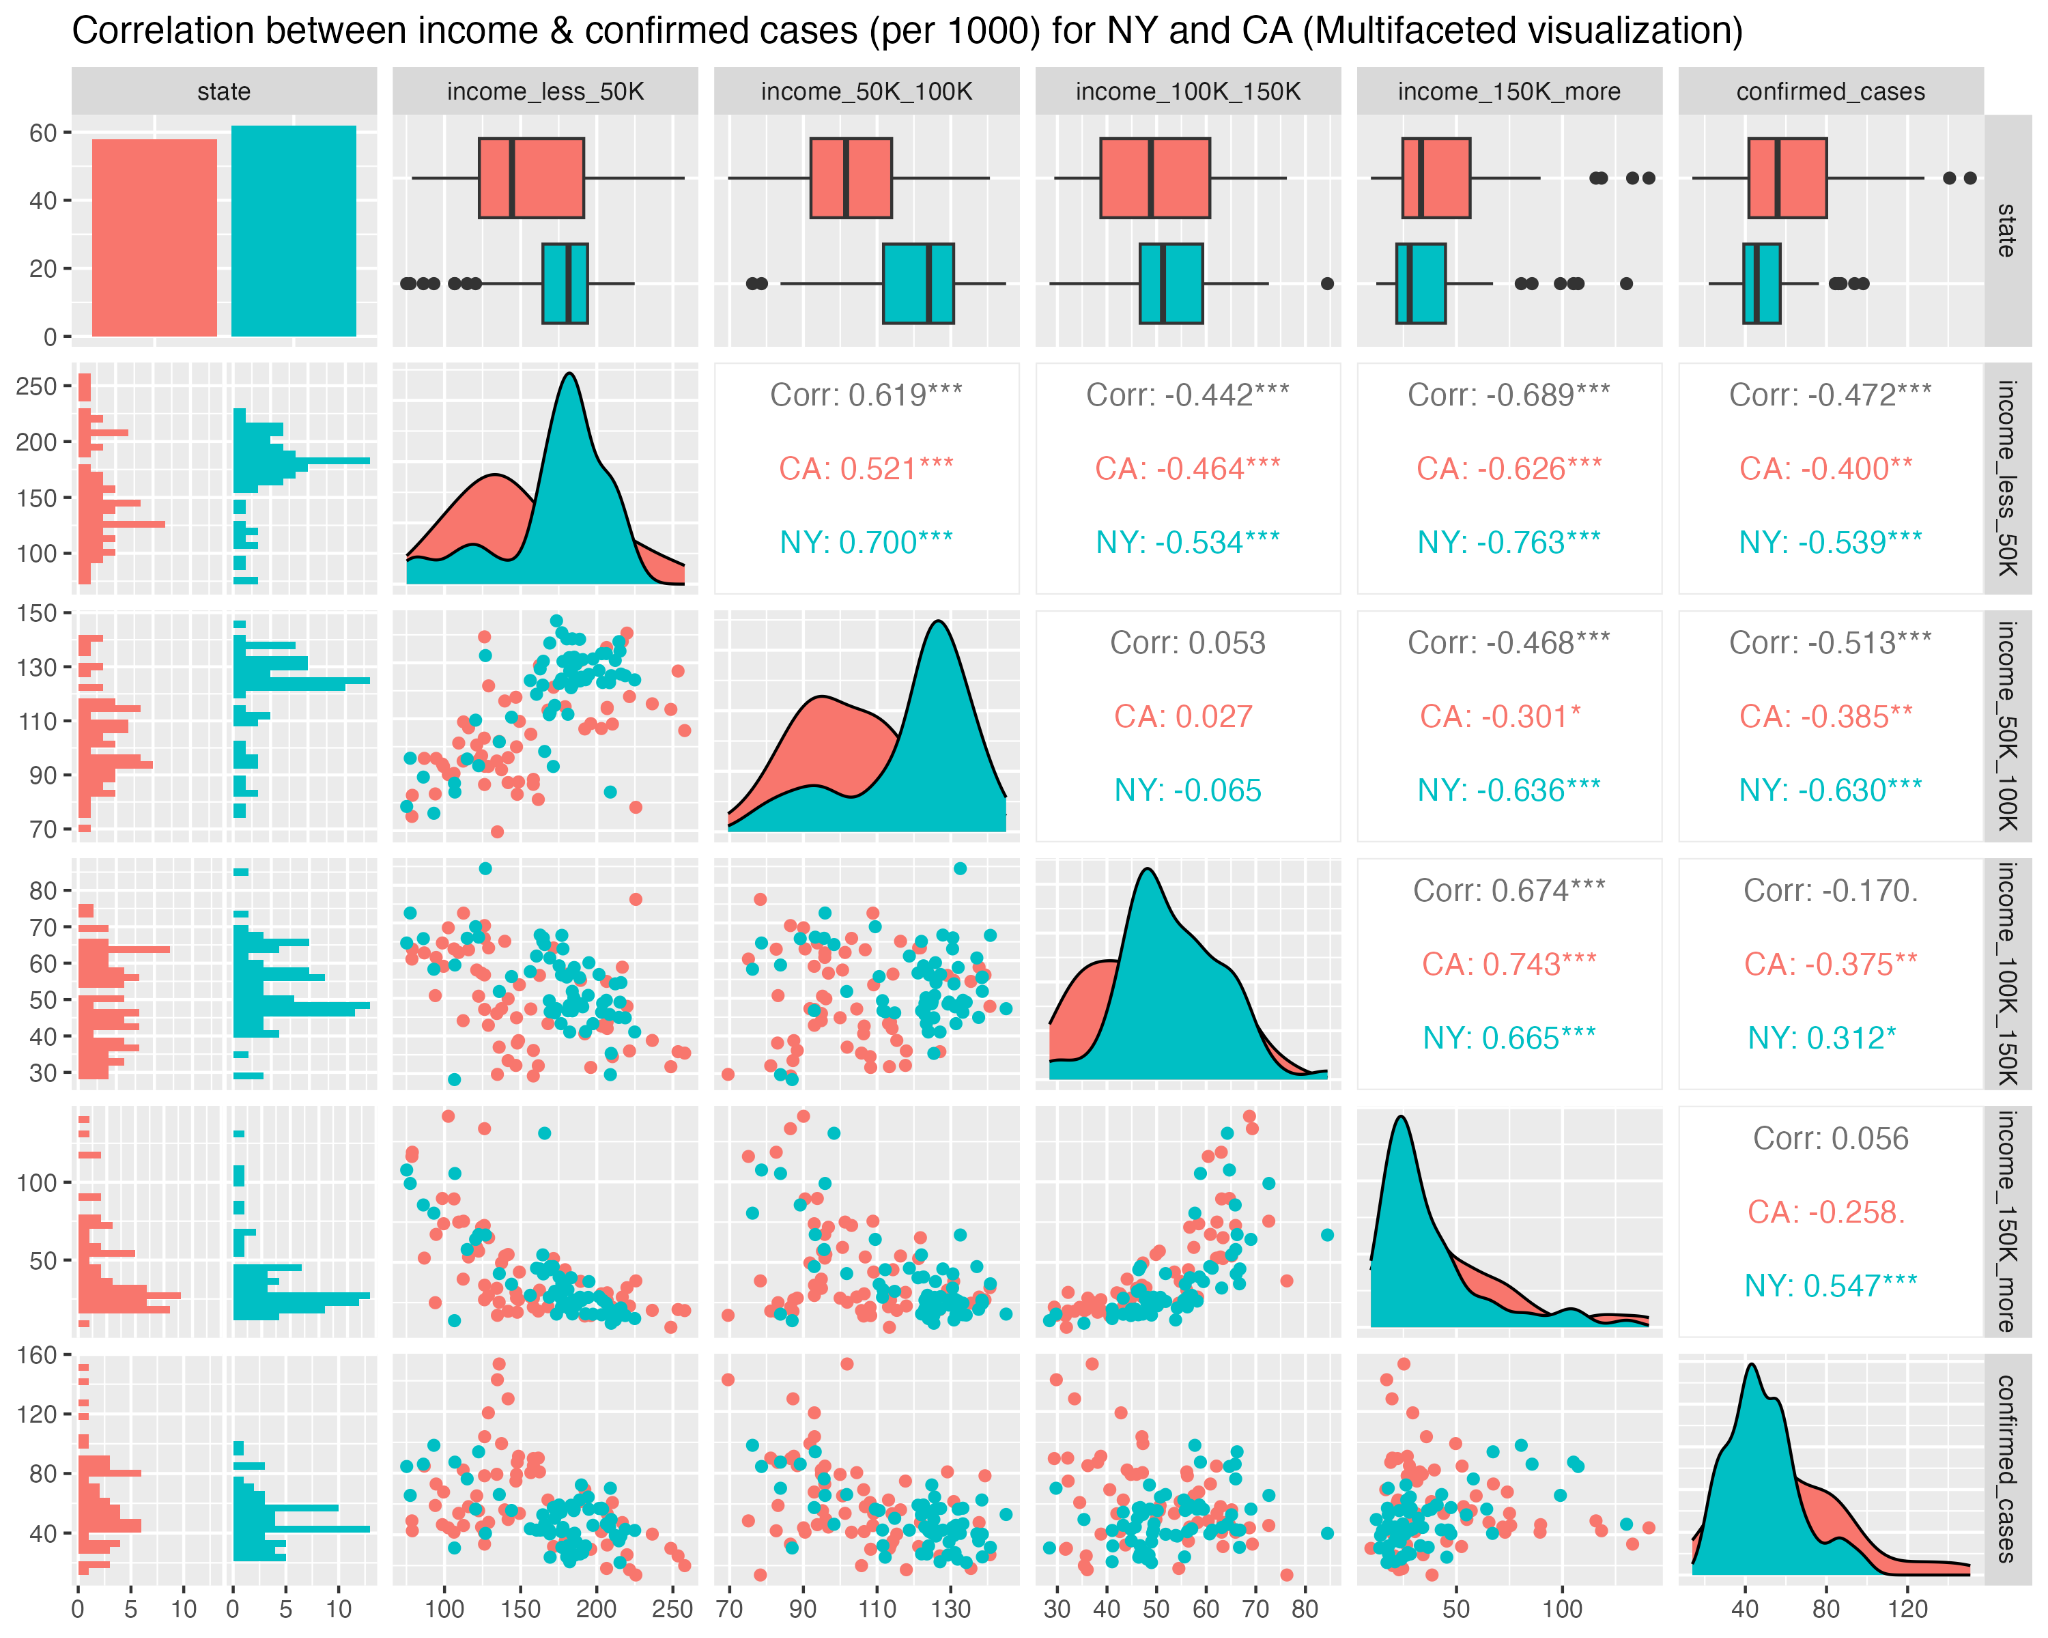 Correlation between income & confirmed cases (per 1000) for NY and CA (Multifaceted visualization)
state income_less_50K income_50K_100K income_100K_150K income_150K_more confirmed_cases
60
40
20
0
state
250
200
150
100
Corr: 0.619*** Corr: -0.442*** Corr: -0.689*** Corr: -0.472***
CA: 0.521*** CA: -0.464*** CA: -0.626*** CA: -0.400**
NY: 0.700*** NY: -0.534*** NY: -0.763*** NY: -0.539***
income_less_50K
150
130
110
90
70
Corr: 0.053 Corr: -0.468*** Corr: -0.513***
CA: 0.027 CA: -0.301* CA: -0.385**
NY: -0.065 NY: -0.636*** NY: -0.630***
income_50K_100K
80
70
60
50
40
30
Corr: 0.674*** Corr: -0.170.
CA: 0.743*** CA: -0.375**
NY: 0.665*** NY: 0.312*
income_100K_150K
100
50
Corr: 0.056
CA: -0.258.
NY: 0.547***
income_150K_more
160
120
80
40
confirmed_cases
0 5 10 0 5 10 100 150 200 250 70 90 110 130 30 40 50 60 70 80 50 100 40 80 120